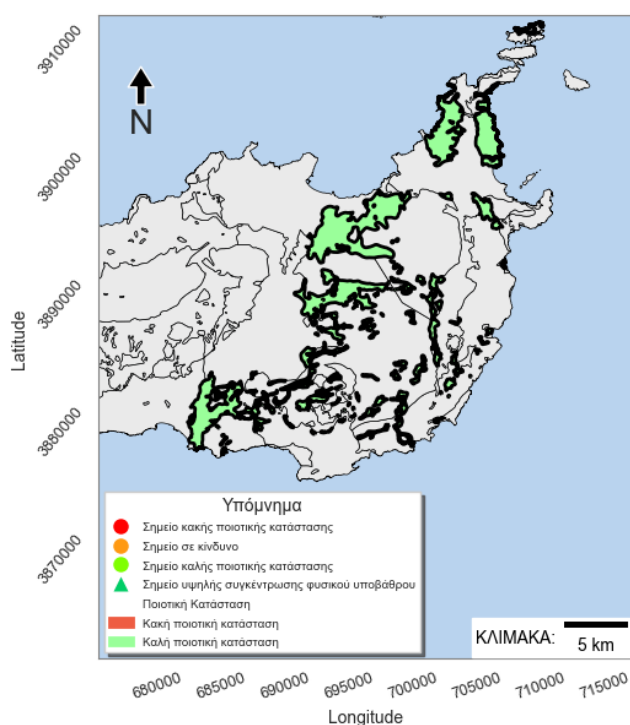 3910000
N
3900000
3890000
Latitude
3880000
3870000
Υπόμνημα
Σημείο κακής ποιοτικής κατάστασης
Σημείο σε κίνδυνο
Σημείο καλής ποιοτικής κατάστασης
Σημείο υψηλής συγκέντρωσης φυσικού υποβάθρου
Ποιοτική Κατάσταση
Κακή ποιοτική κατάσταση
Καλή ποιοτική κατάσταση
ΚΛΙΜΑΚΑ:
5 km
680000 685000 690000 695000 700000 705000 710000 715000
Longitude